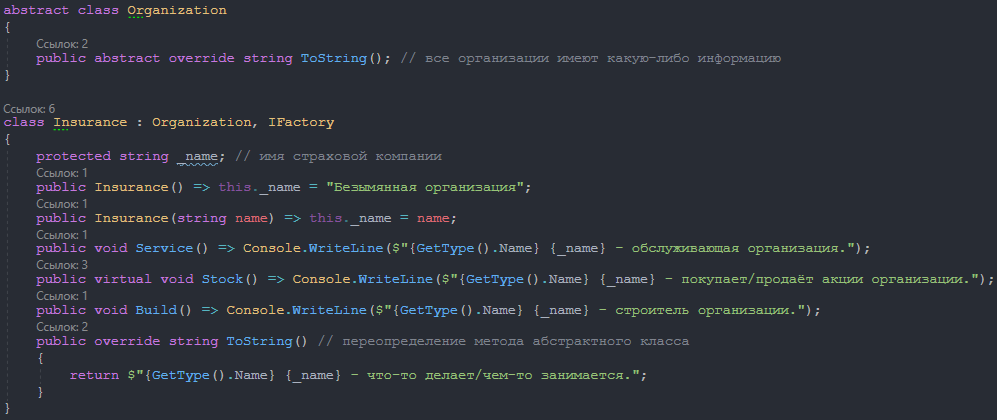 abstract class Organization
{
Ссылок: 2
public abstract override string ToString(); // все организации имеют какую-либо информацию
}
Ссылок: 6
class Insurance : Organization, IFactory
{
protected string _name; // имя страховой компании
Ссылок: 1
public Insurance() => this._name = "Безымянная организация";
Ссылок: 1
public Insurance(string name) => this._name = name;
Ссылок: 1
public void Service() => Console.WriteLine($"{GetType().Name} {_name} - обслуживающая организация.");
Ссылок: 3
public virtual void Stock() => Console.WriteLine($"{GetType().Name} {_name} - покупает/продаёт акции организации.");
Ссылок: 1
public void Build() => Console.WriteLine($"{GetType().Name} {_name} - строитель организации.");
Ссылок: 2
public override string ToString() // переопределение метода абстрактного класса
{
return $"{GetType().Name} {_name} - что-то делает/чем-то занимается.";
}
}